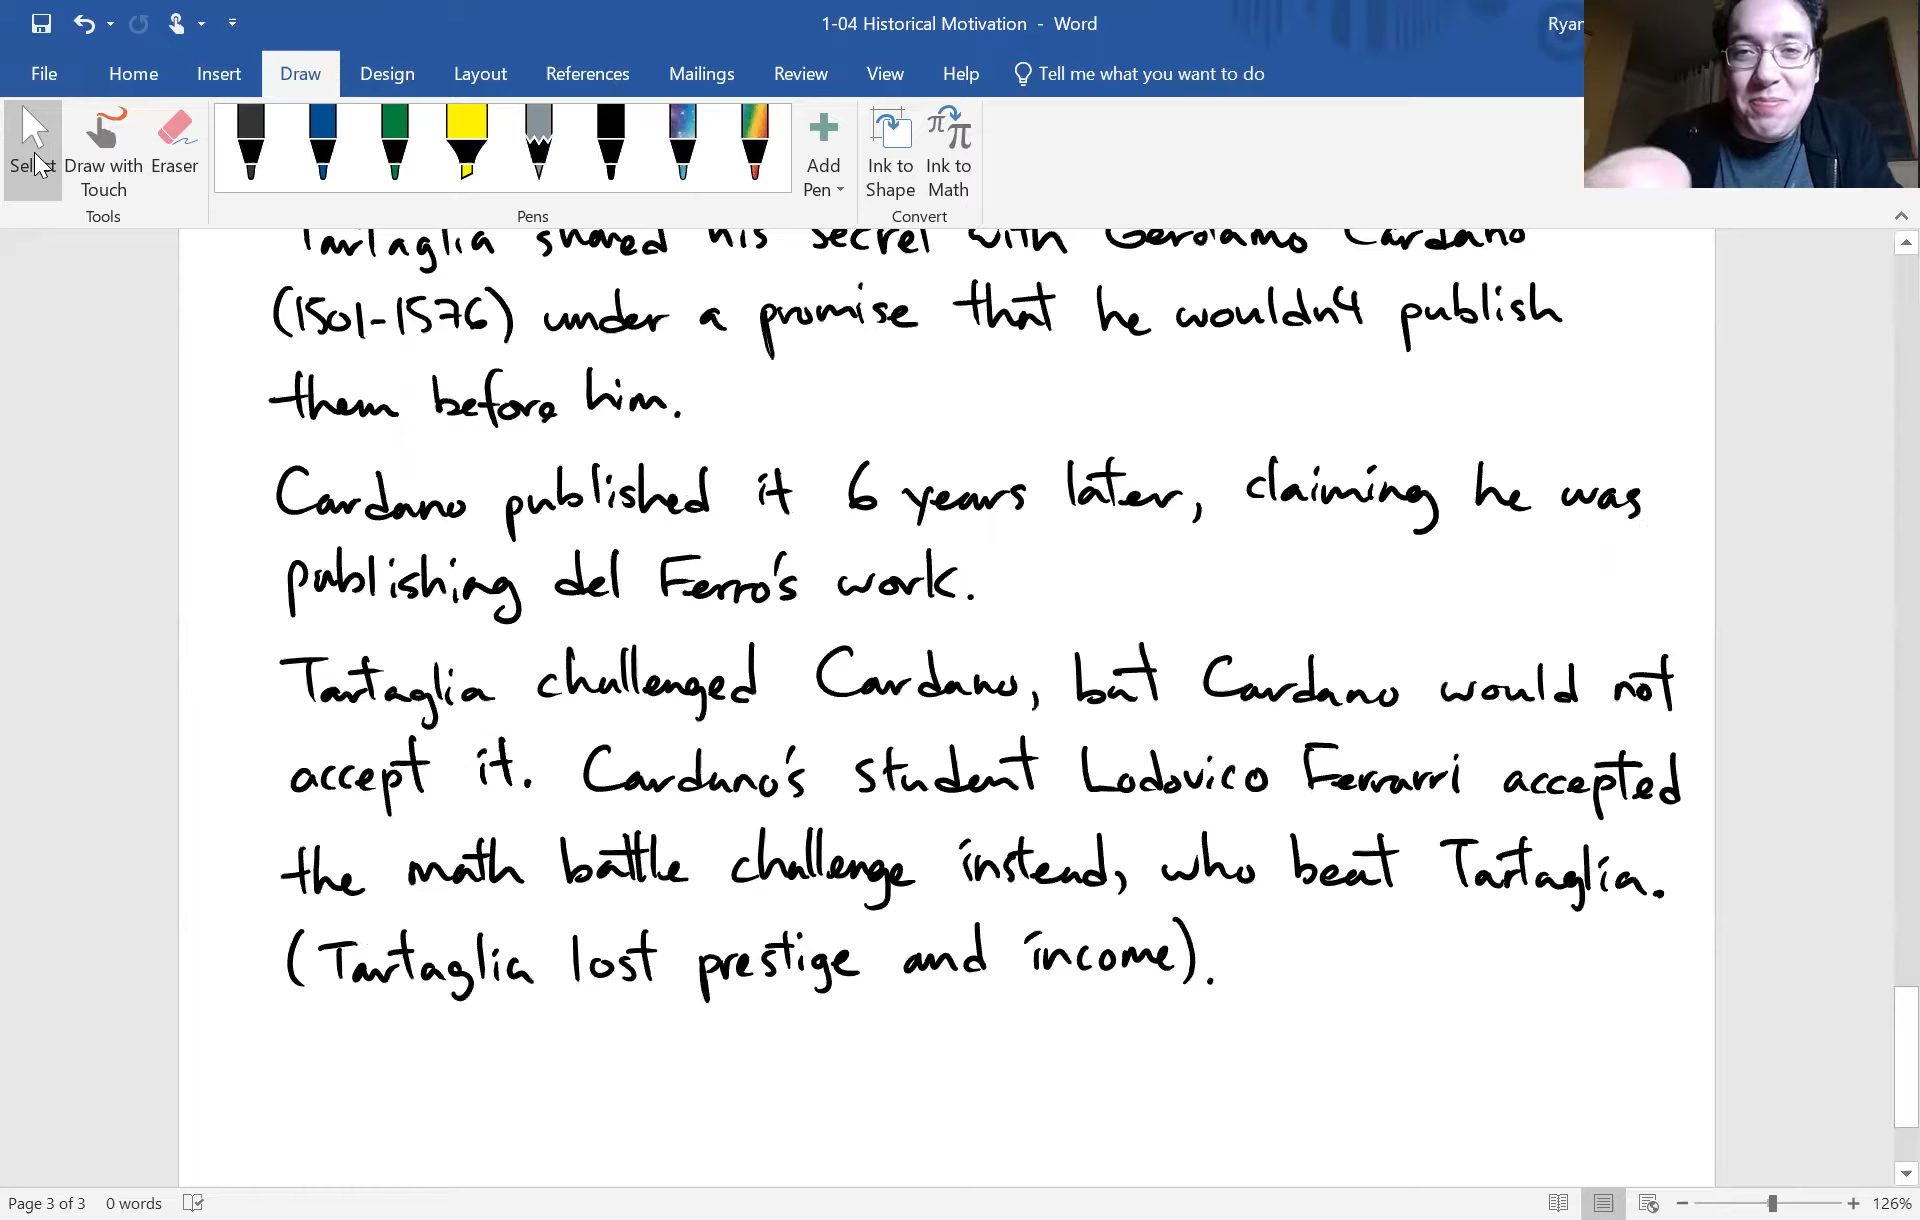 1-04 Historical Motivation - Word
Ryan
File Home Insert Draw Design Layout References Mailings Review View Help Tell me what you want to do
Select Draw with Touch Eraser Add Pen Ink to Shape Ink to Math
Tools Pens Convert
Tartaglia shared his secret with Gerolamo Cardano
(1501-1576) under a promise that he wouldn4 publish
them before him.
Cardano published it 6 years later, claiming he was
publishing del Ferro's work.
Tartaglia challenged Cardano, but Cardano would not
accept it. Cardano's student Lodovico Ferrarri accepted
the math battle challenge instead, who beat Tartaglia.
(Tartaglia lost prestige and income).
Page 3 of 3 0 words 126%